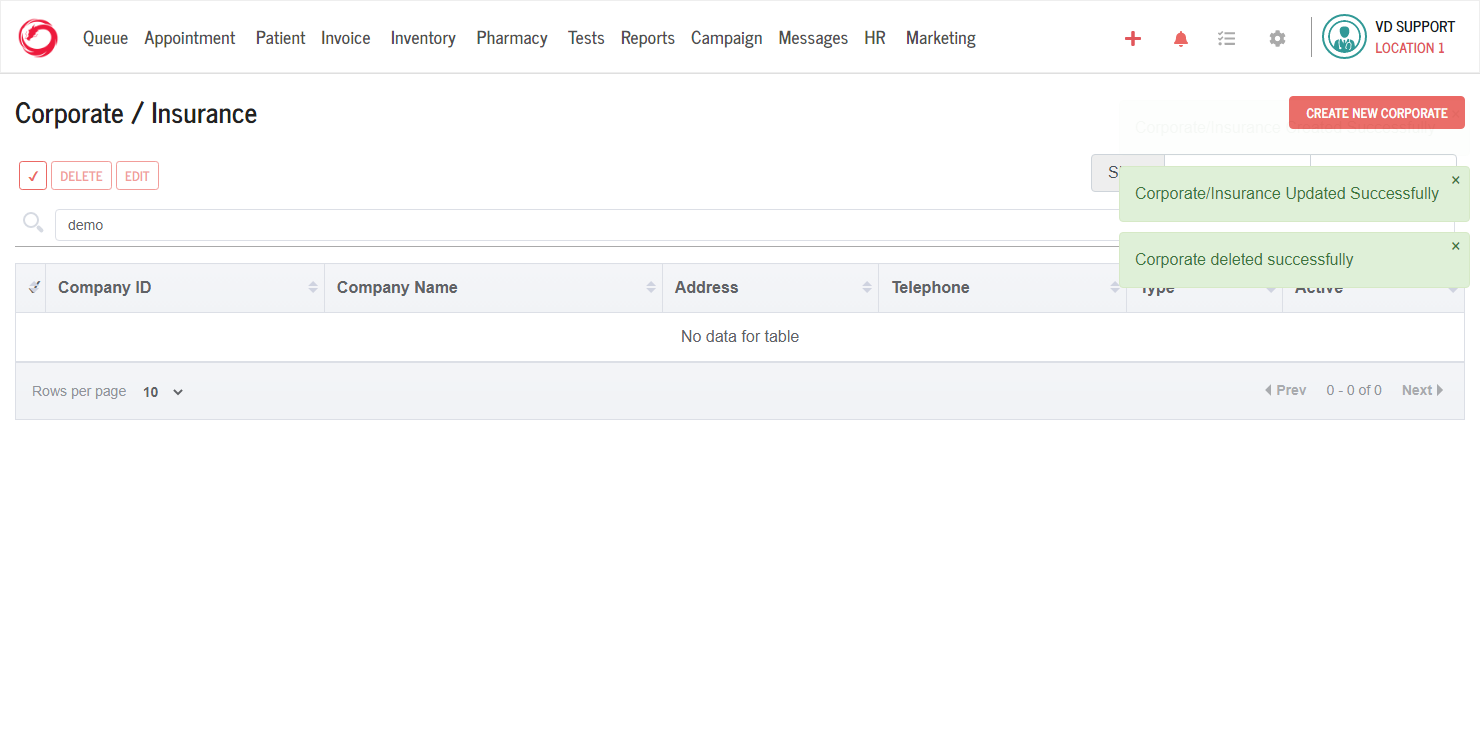 Queue Appointment Patient Invoice Inventory Pharmacy Tests Reports Campaign Messages HR Marketing
VD SUPPORT
LOCATION 1
Corporate / Insurance
CREATE NEW CORPORATE
Corporate/Insurance Created Successfully
DELETE EDIT
Corporate/Insurance Updated Successfully ×
demo
Corporate deleted successfully ×
Company ID Company Name Address Telephone Type Active
No data for table
Rows per page 10
Prev 0 - 0 of 0 Next